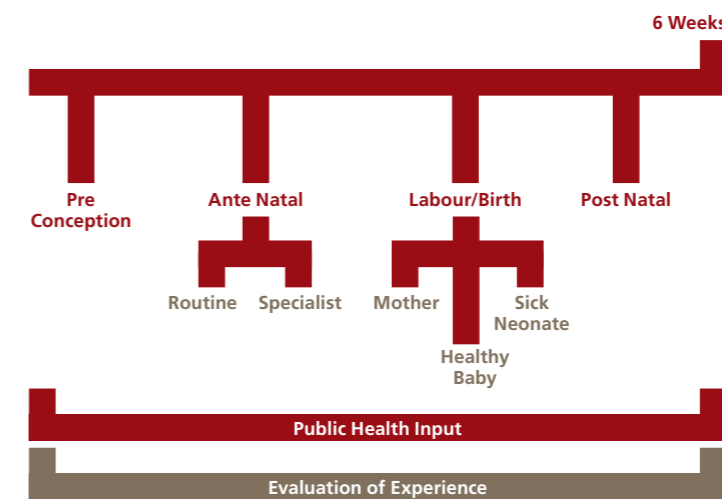 6 Weeks
Pre
Conception
Ante Natal
Labour/Birth
Post Natal
Routine
Specialist
Mother
Sick
Neonate
Healthy
Baby
Public Health Input
Evaluation of Experience